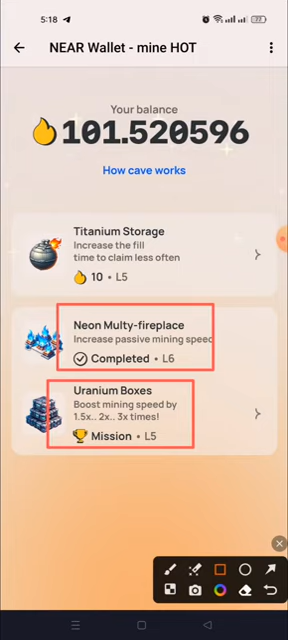 5:18
NEAR Wallet - mine HOT
Your balance
101.520596
How cave works
Titanium Storage
Increase the fill
time to claim less often
10 • L5
Neon Multy-fireplace
Increase passive mining speed
Completed • L6
Uranium Boxes
Boost mining speed by
1.5x.. 2x.. 3x times!
Mission • L5